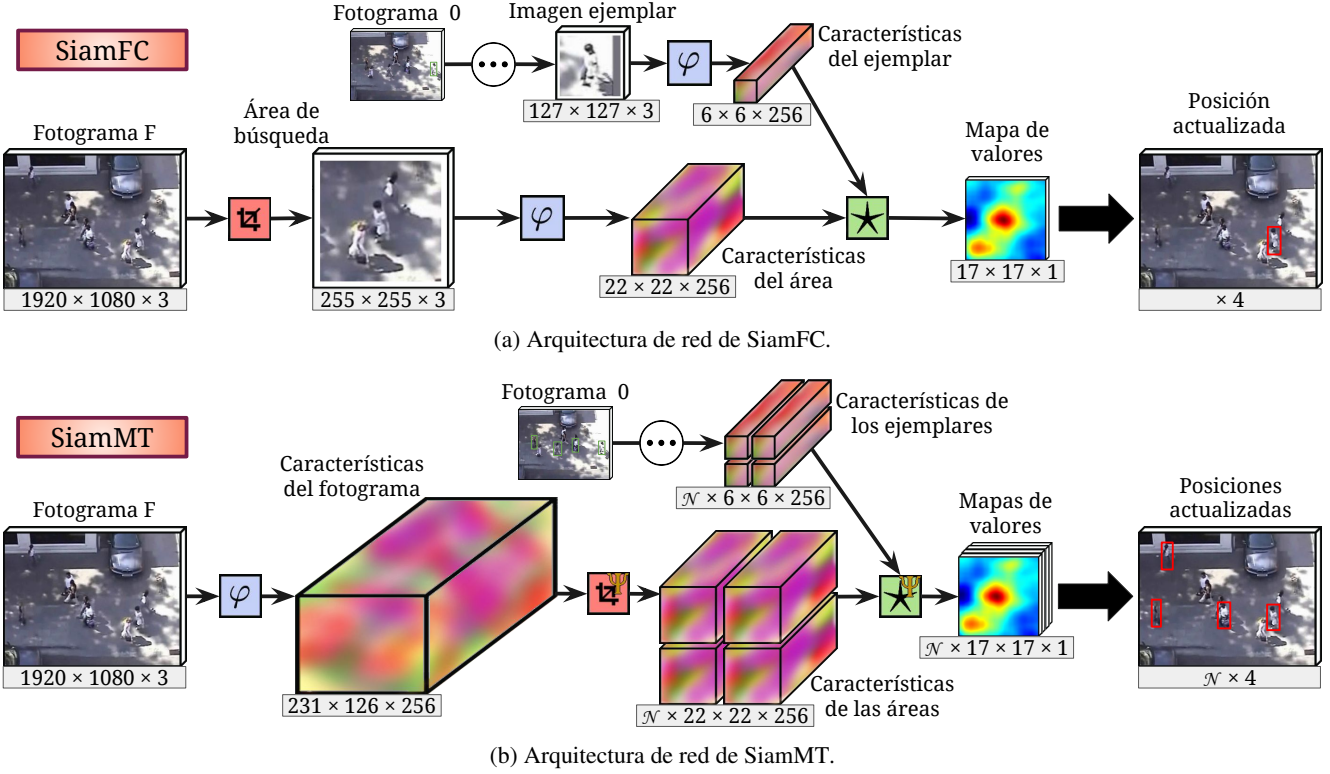 SiamFC
Fotograma 0
Imagen ejemplar
φ
127 × 127 × 3
Características
del ejemplar
6 × 6 × 256
Fotograma F
1920 × 1080 × 3
Área de
búsqueda
255 × 255 × 3
φ
22 × 22 × 256
Características
del área
Mapa de
valores
17 × 17 × 1
Posición
actualizada
× 4
(a) Arquitectura de red de SiamFC.
SiamMT
Fotograma 0
Características de
los ejemplares
𝒩 × 6 × 6 × 256
Fotograma F
1920 × 1080 × 3
φ
Característícas
del fotograma
231 × 126 × 256
Ψ
𝒩 × 22 × 22 × 256
Características
de las áreas
Ψ
Mapas de
valores
𝒩 × 17 × 17 × 1
Posiciones
actualizadas
𝒩 × 4
(b) Arquitectura de red de SiamMT.